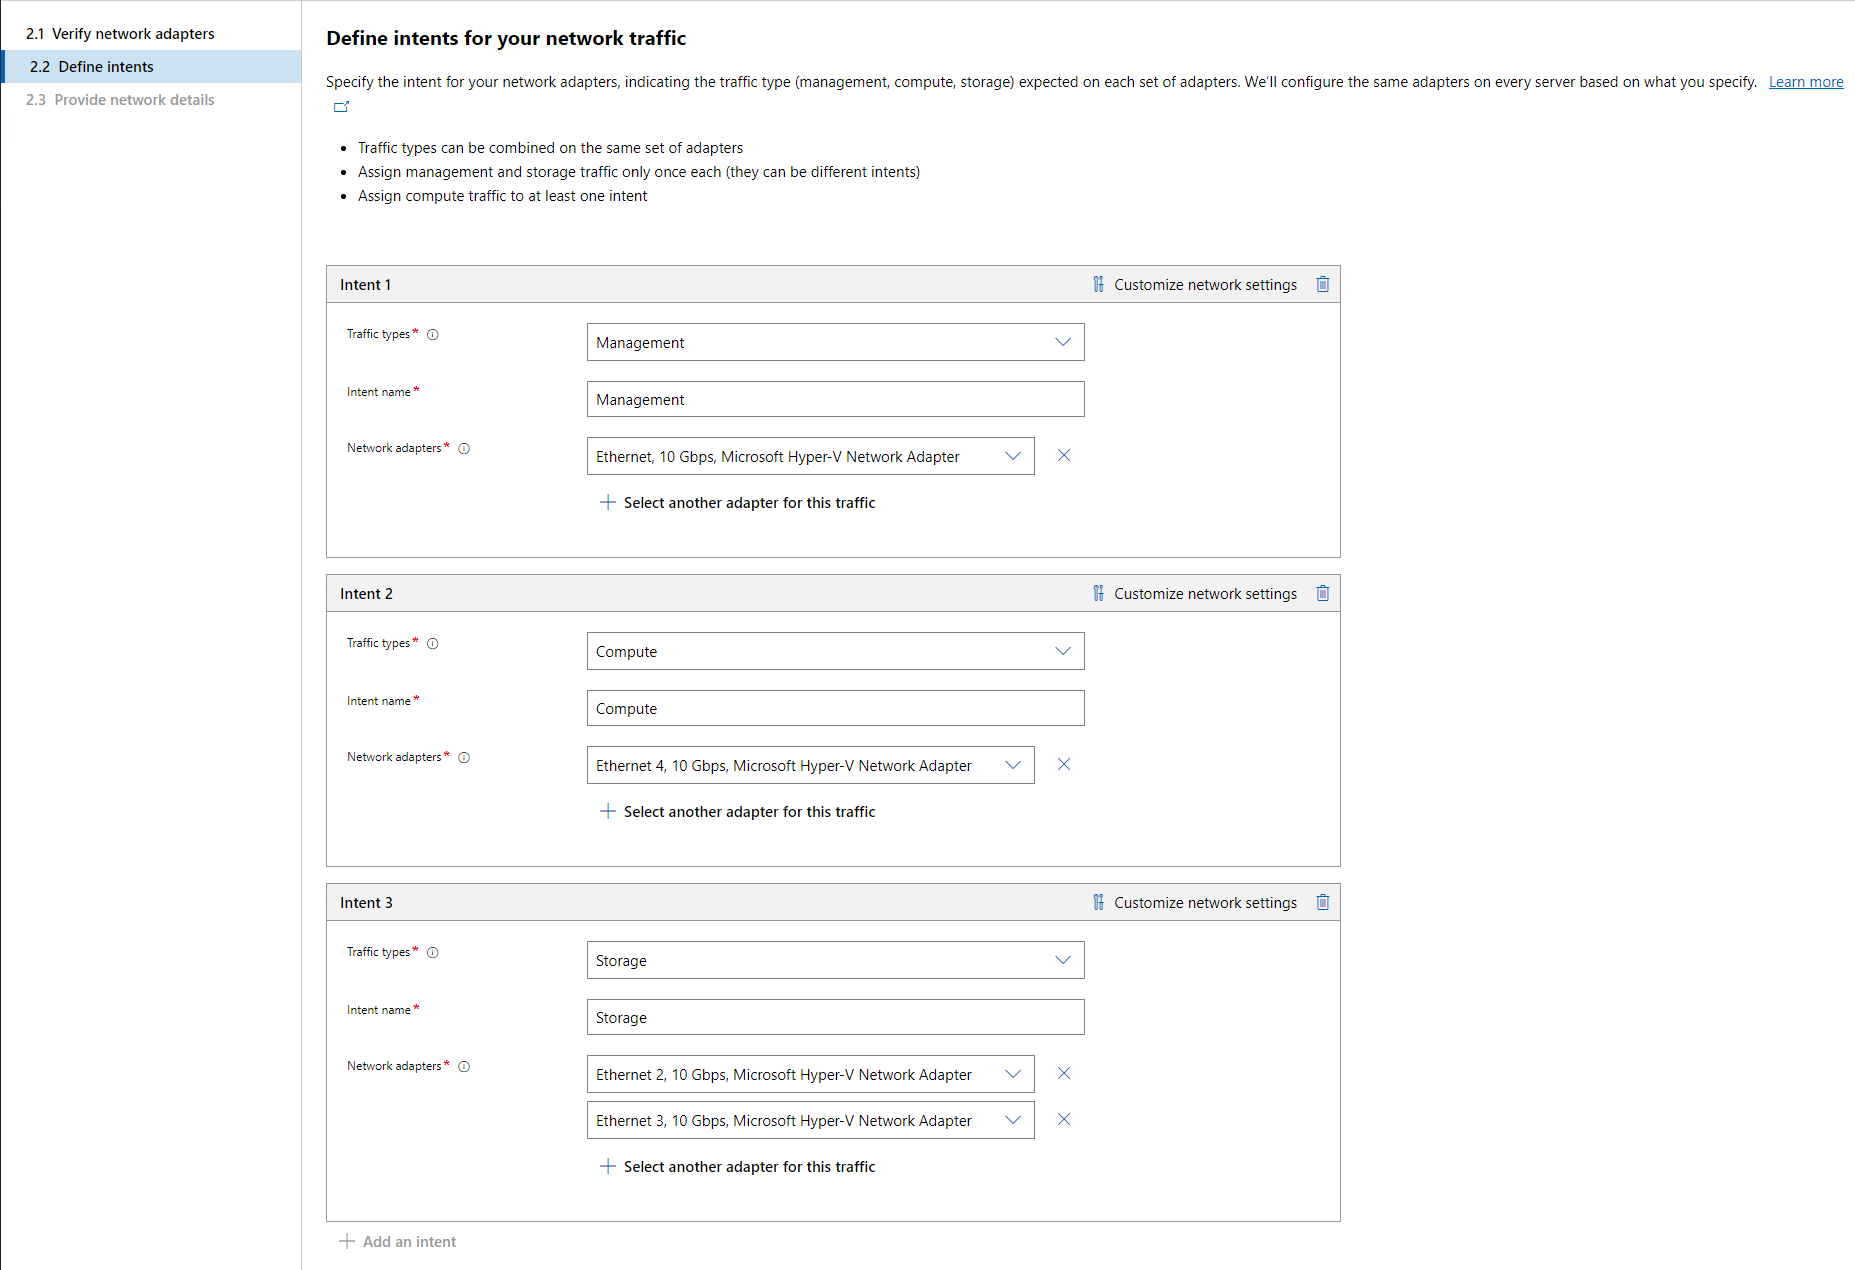 2.1 Verify network adapters
2.2 Define intents
2.3 Provide network details
Define intents for your network traffic
Specify the intent for your network adapters, indicating the traffic type (management, compute, storage) expected on each set of adapters. We'll configure the same adapters on every server based on what you specify. Learn more
• Traffic types can be combined on the same set of adapters
• Assign management and storage traffic only once each (they can be different intents)
• Assign compute traffic to at least one intent
Intent 1 Customize network settings
Traffic types* Management
Intent name* Management
Network adapters* Ethernet, 10 Gbps, Microsoft Hyper-V Network Adapter
Select another adapter for this traffic
Intent 2 Customize network settings
Traffic types* Compute
Intent name* Compute
Network adapters* Ethernet 4, 10 Gbps, Microsoft Hyper-V Network Adapter
Select another adapter for this traffic
Intent 3 Customize network settings
Traffic types* Storage
Intent name* Storage
Network adapters* Ethernet 2, 10 Gbps, Microsoft Hyper-V Network Adapter
Ethernet 3, 10 Gbps, Microsoft Hyper-V Network Adapter
Select another adapter for this traffic
Add an intent